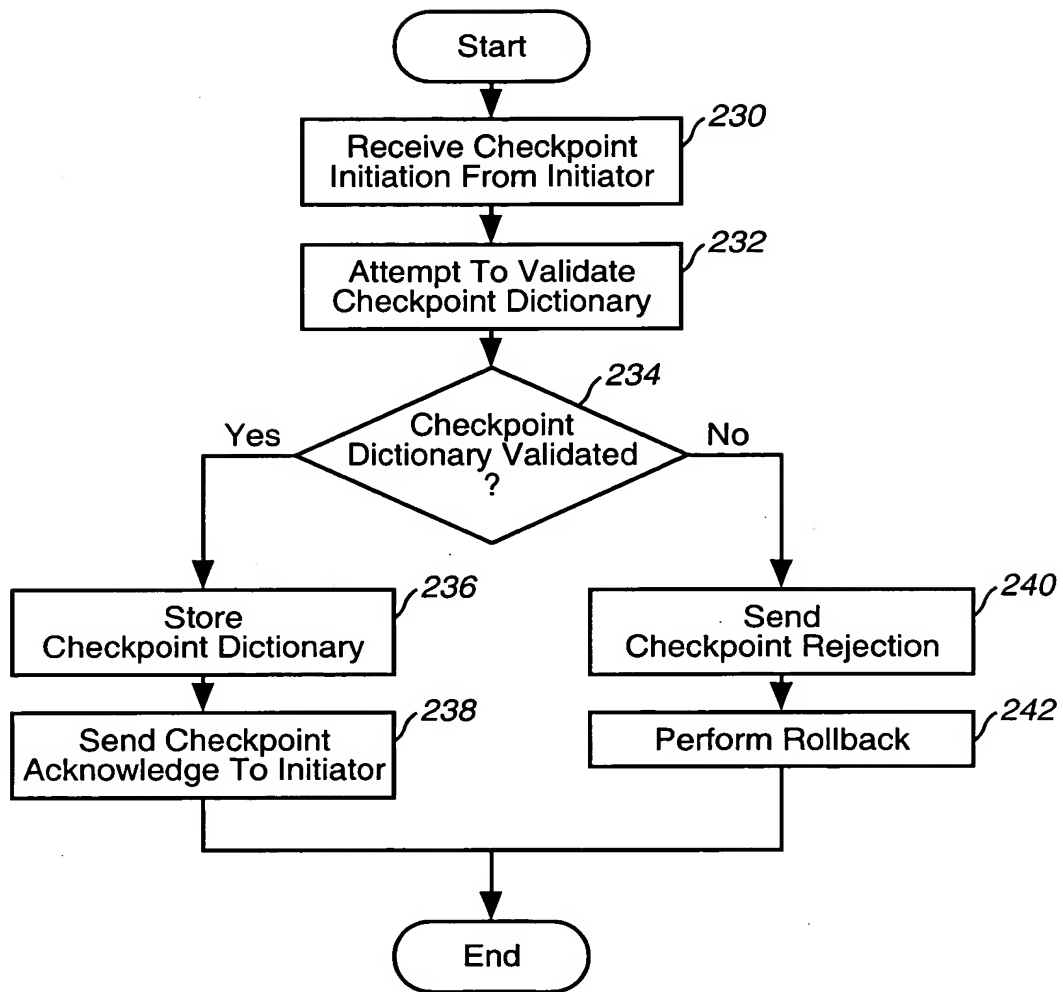 Start
230
Receive Checkpoint
Initiation From Initiator
232
Attempt To Validate
Checkpoint Dictionary
234
Checkpoint
Dictionary Validated
?
Yes
No
236
Store
Checkpoint Dictionary
238
Send Checkpoint
Acknowledge To Initiator
240
Send
Checkpoint Rejection
242
Perform Rollback
End